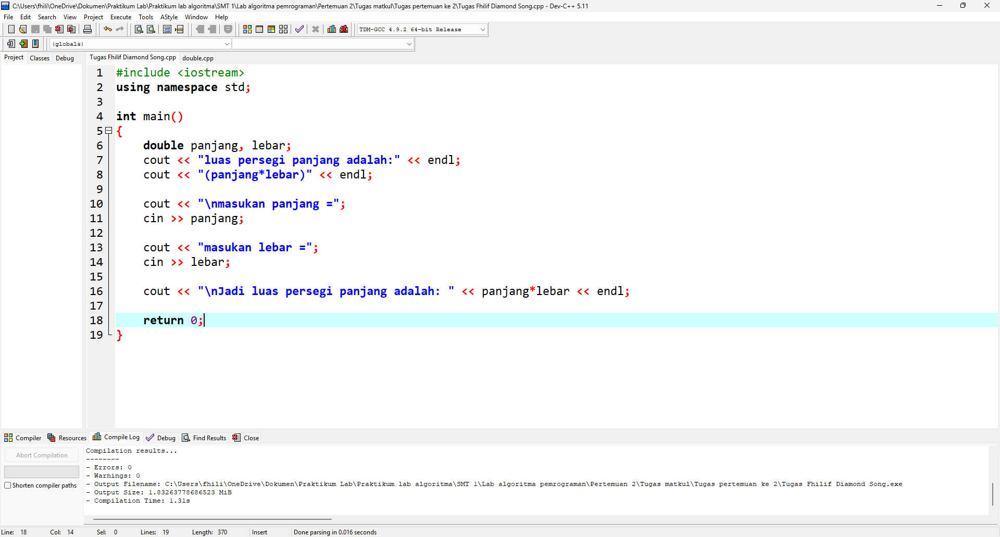 C:\Users\fhili\OneDrive\Dokumen\Praktikum Lab\Praktikum lab algoritma\SMT 1\Lab algoritma pemrograman\Pertemuan 2\Tugas matkul\Tugas pertemuan ke 2\Tugas Fhilif Diamond Song.cpp - Dev-C++ 5.11
File Edit Search View Project Execute Tools AStyle Window Help
TDM-GCC 4.9.2 64-bit Release
(globals)
Project Classes Debug Tugas Fhilif Diamond Song.cpp double.cpp
1 #include <iostream>
2 using namespace std;
3
4 int main()
5 {
6 double panjang, lebar;
7 cout << "luas persegi panjang adalah:" << endl;
8 cout << "(panjang*lebar)" << endl;
9
10 cout << "\nmasukan panjang =";
11 cin >> panjang;
12
13 cout << "masukan lebar =";
14 cin >> lebar;
15
16 cout << "\nJadi luas persegi panjang adalah: " << panjang*lebar << endl;
17
18 return 0;
19 }
Compiler Resources Compile Log Debug Find Results Close
Abort Compilation
Shorten compiler paths
Compilation results...
--------
- Errors: 0
- Warnings: 0
- Output Filename: C:\Users\fhili\OneDrive\Dokumen\Praktikum Lab\Praktikum lab algoritma\SMT 1\Lab algoritma pemrograman\Pertemuan 2\Tugas matkul\Tugas pertemuan ke 2\Tugas Fhilif Diamond Song.exe
- Output Size: 1.83263778686523 MiB
- Compilation Time: 1.31s
Line: 18 Col: 14 Sel: 0 Lines: 19 Length: 370 Insert Done parsing in 0.016 seconds